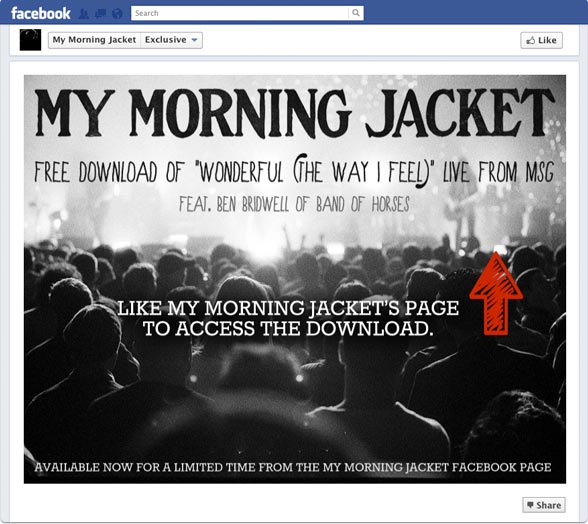 facebook
Search
My Morning Jacket Exclusive
Like
MY MORNING JACKET
FREE DOWNLOAD OF "WONDERFUL (THE WAY I FEEL)" LIVE FROM MSG
FEAT. BEN BRIDWELL OF BAND OF HORSES
LIKE MY MORNING JACKET'S PAGE
TO ACCESS THE DOWNLOAD.
AVAILABLE NOW FOR A LIMITED TIME FROM THE MY MORNING JACKET FACEBOOK PAGE
Share